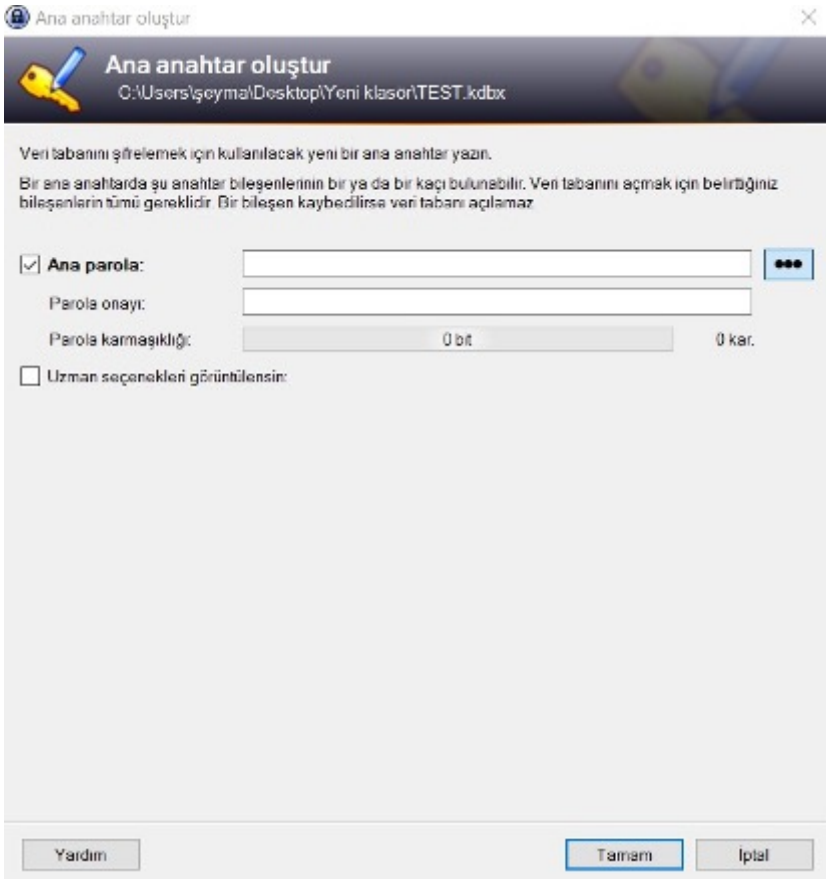 Ana anahtar oluştur
Ana anahtar oluştur
C:\Users\şeyma\Desktop\Yeni klasör\TEST.kdbx
Veri tabanını şifrelemek için kullanılacak yeni bir ana anahtar yazın.
Bir ana anahtarda şu anahtar bileşenlerinin bir ya da bir kaçı bulunabilir. Veri tabanını açmak için belirttiğiniz
bileşenlerin tümü gereklidir. Bir bileşen kaybedilirse veri tabanı açılamaz.
Ana parola:
Parola onayı:
Parola karmaşıklığı: 0 bit 0 kar.
Uzman seçenekleri görüntülensin:
Yardım Tamam İptal